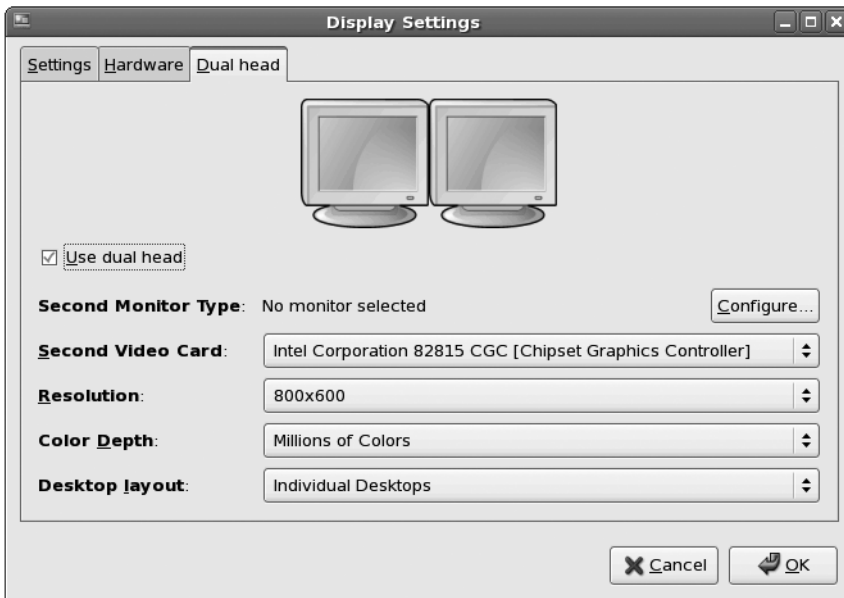 Display Settings
Settings Hardware Dual head
Use dual head
Second Monitor Type: No monitor selected Configure...
Second Video Card: Intel Corporation 82815 CGC [Chipset Graphics Controller]
Resolution: 800x600
Color Depth: Millions of Colors
Desktop layout: Individual Desktops
Cancel OK